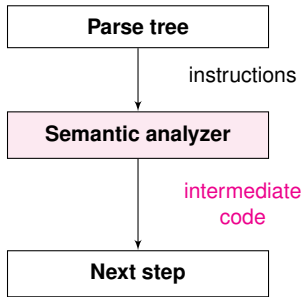 Parse tree
instructions
Semantic analyzer
intermediate
code
Next step